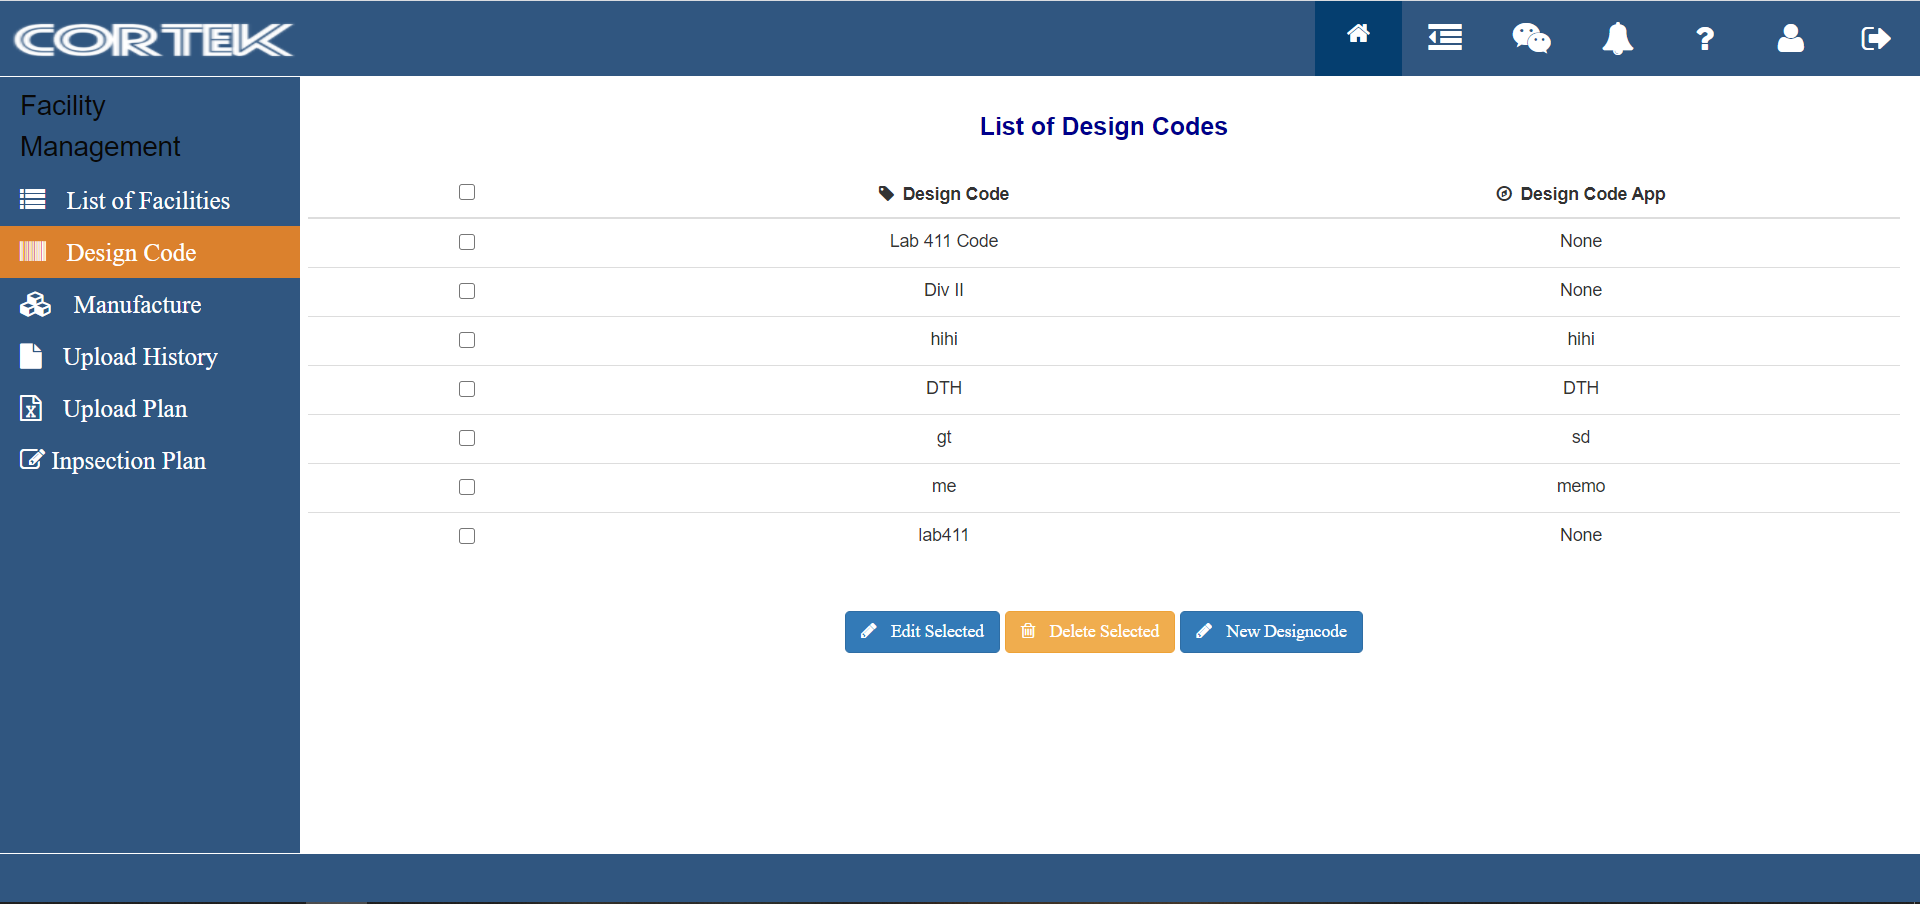 CORTEK
Facility
Management
List of Facilities
Design Code
Manufacture
Upload History
Upload Plan
Inpsection Plan
List of Design Codes
Design Code Design Code App
Lab 411 Code None
Div II None
hihi hihi
DTH DTH
gt sd
me memo
lab411 None
Edit Selected Delete Selected New Designcode